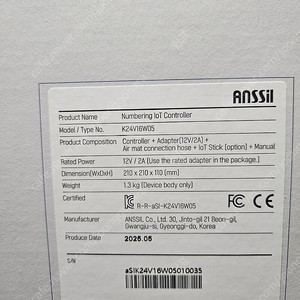 ANSSil
Product Name Numbering IoT Controller
Model / Type No. K24V16W05
Product Composition Controller + Adapter(12V/2A) +
Air mat connection hose + IoT Stick (option) + Manual
Rated Power 12V / 2A [Use the rated adapter in the package.]
Dimension(WxDxH) 210 x 210 x 110 [mm]
Weight 1.3 kg [Device body only]
Certified R-R-aSI-K24V16W05
Manufacturer ANSSIL Co., Ltd. 30, Jinto-gil 21 Beon-gil,
Gwangju-si, Gyeonggi-do, Korea
Produce Date 2025.05
S/N
aSIK24V16W05010035